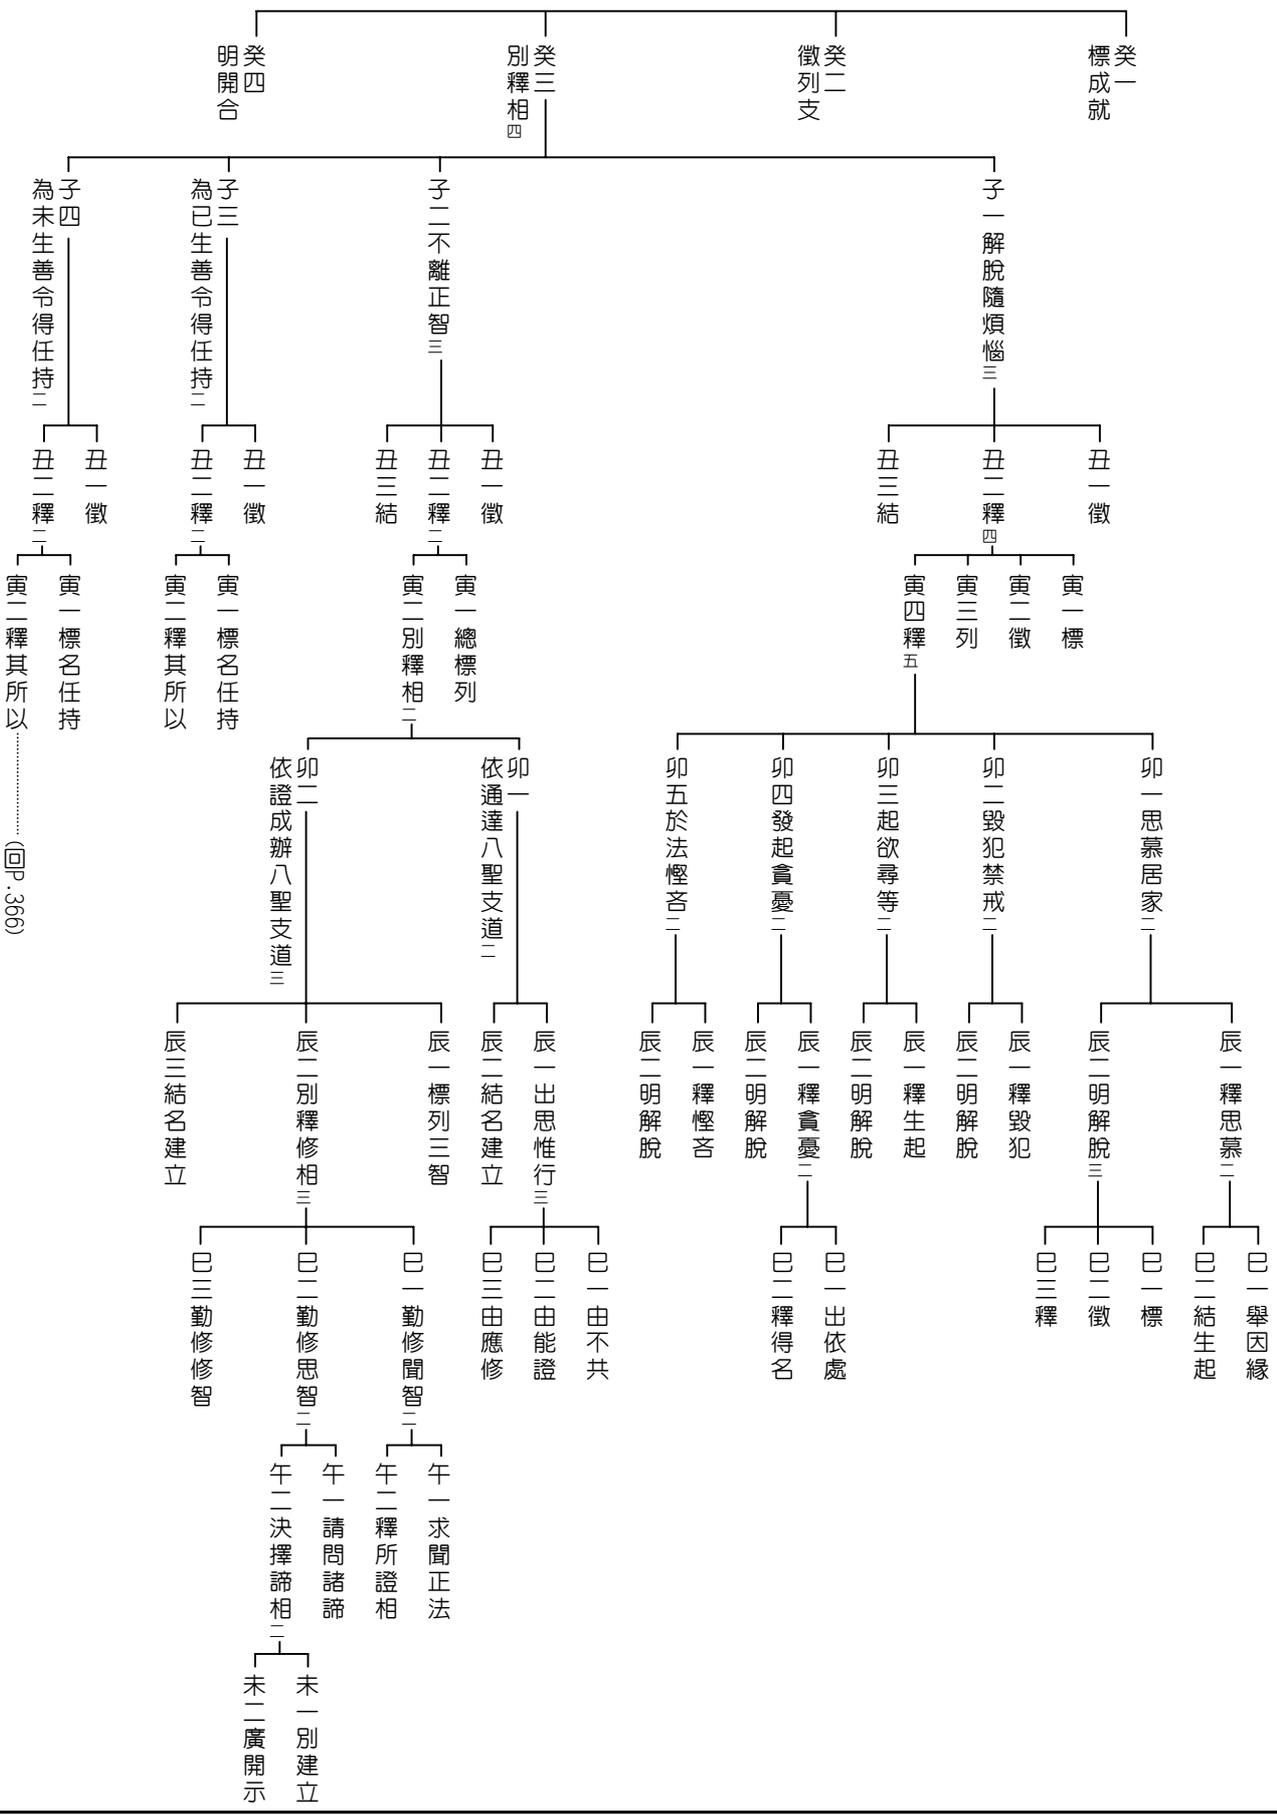 癸一
標成就
癸二
徵列支
癸三
別釋相四
癸四
明開合
子一解脫隨煩惱三
子二不離正智三
子三
為已生善令得任持二
子四
為未生善令得任持二
丑一徵
丑二釋四
丑三結
丑一徵
丑二釋二
丑三結
丑一徵
丑二釋二
丑一徵
丑二釋二
寅一標
寅二徵
寅三列
寅四釋五
寅一總標列
寅二別釋相二
寅一標名任持
寅二釋其所以
寅一標名任持
寅二釋其所以(回P.366)
卯一思慕居家二
卯二毀犯禁戒二
卯三起欲尋等二
卯四發起貪憂二
卯五於法慳吝二
卯一
依通達八聖支道二
卯二
依證成辦八聖支道三
辰一釋思慕二
辰二明解脫三
辰一釋毀犯
辰二明解脫
辰一釋生起
辰二明解脫
辰一釋貪憂二
辰二明解脫
辰一釋慳吝
辰二明解脫
辰一出思惟行三
辰二結名建立
辰一標列三智
辰二別釋修相三
辰三結名建立
巳一舉因緣
巳二結生起
巳一標
巳二徵
巳三釋
巳一出依處
巳二釋得名
巳一由不共
巳二由能證
巳三由應修
巳一勤修聞智二
巳二勤修思智二
巳三勤修修智
午一求聞正法
午二釋所證相
午一請問諸諦
午二決擇諦相二
未一別建立
未二廣開示